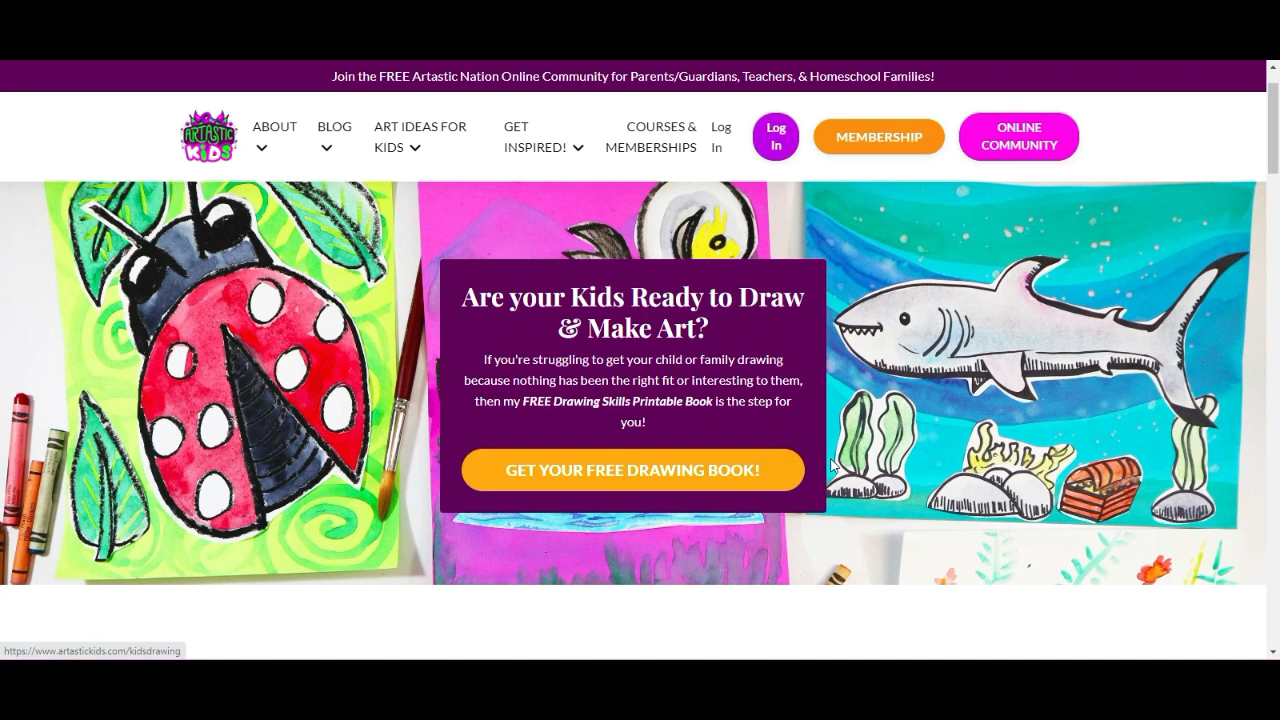 Join the FREE Artastic Nation Online Community for Parents/Guardians, Teachers, & Homeschool Families!
ARTASTIC
KIDS
ABOUT
BLOG
ART IDEAS FOR
KIDS
GET
INSPIRED!
COURSES &
MEMBERSHIPS
Log
In
Log
In
MEMBERSHIP
ONLINE
COMMUNITY
Are your Kids Ready to Draw
& Make Art?
If you're struggling to get your child or family drawing
because nothing has been the right fit or interesting to them,
then my FREE Drawing Skills Printable Book is the step for
you!
GET YOUR FREE DRAWING BOOK!
https://www.artastickids.com/kidsdrawing